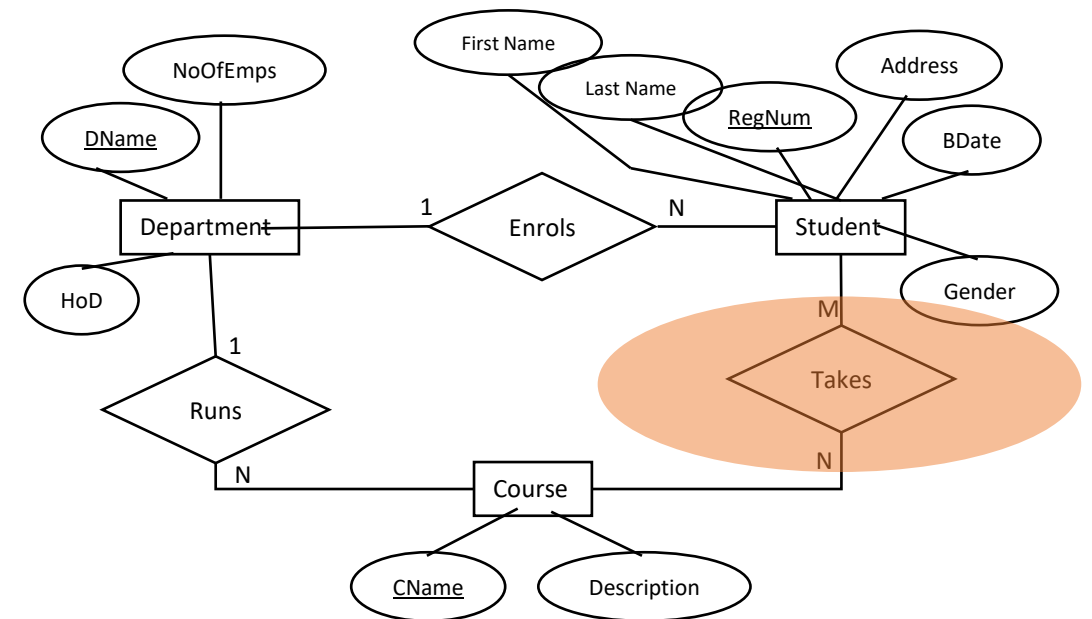 First Name
NoOfEmps
Address
Last Name
RegNum
DName
BDate
1
N
Department
Enrols
Student
HoD
Gender
M
1
Takes
Runs
N
N
Course
CName
Description